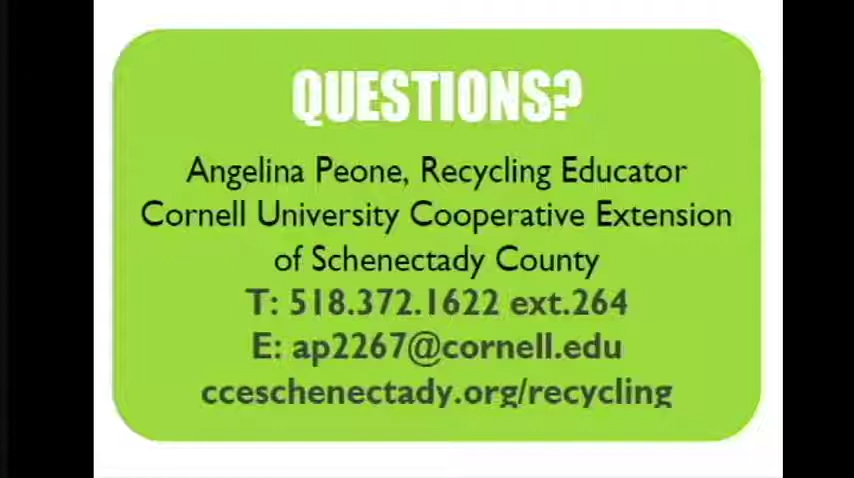 QUESTIONS?
Angelina Peone, Recycling Educator
Cornell University Cooperative Extension
of Schenectady County
T: 518.372.1622 ext.264
E: ap2267@cornell.edu
cceschenectady.org/recycling